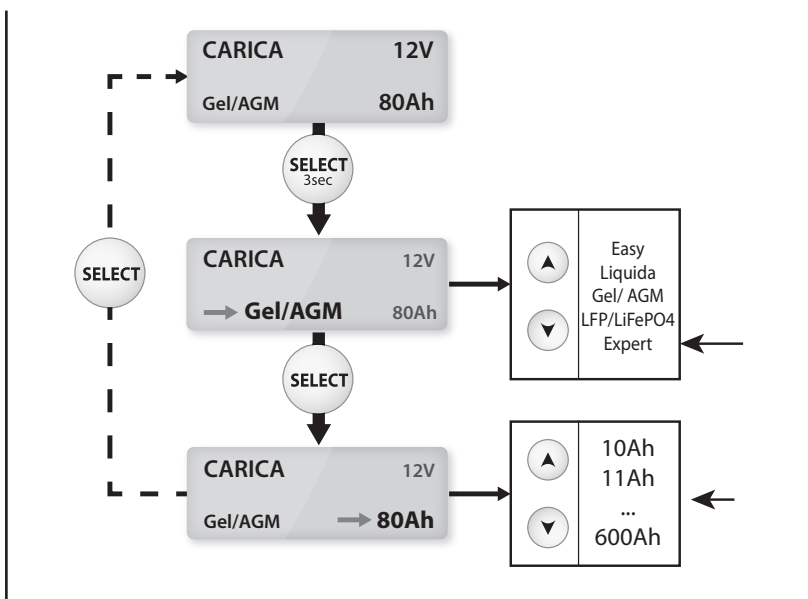 CARICA 12V
Gel/AGM 80Ah
SELECT
3sec
CARICA 12V
Gel/AGM 80Ah
Easy
Liquida
Gel/ AGM
LFP/LiFePO4
Expert
SELECT
SELECT
CARICA 12V
Gel/AGM 80Ah
10Ah
11Ah
...
600Ah